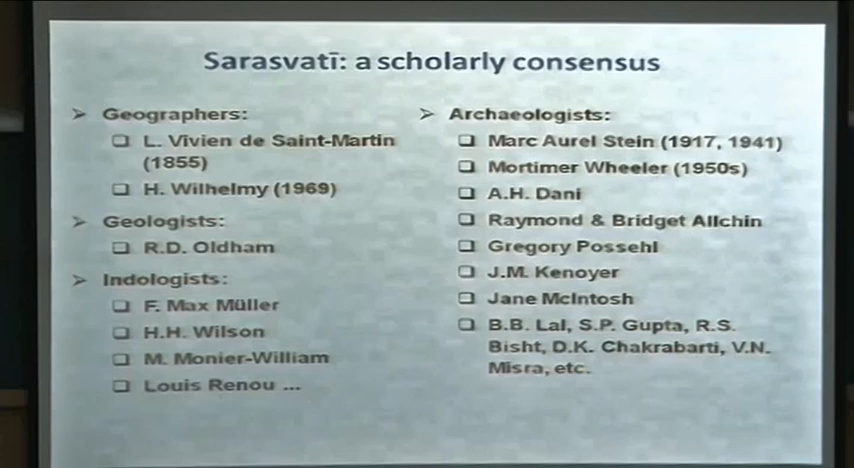 Sarasvatī: a scholarly consensus
Geographers:
L. Vivien de Saint-Martin
(1855)
H. Wilhelmy (1969)
Geologists:
R.D. Oldham
Indologists:
F. Max Müller
H.H. Wilson
M. Monier-William
Louis Renou ...
Archaeologists:
Marc Aurel Stein (1917, 1941)
Mortimer Wheeler (1950s)
A.H. Dani
Raymond & Bridget Allchin
Gregory Possehl
J.M. Kenoyer
Jane McIntosh
B.B. Lal, S.P. Gupta, R.S.
Bisht, D.K. Chakrabarti, V.N.
Misra, etc.